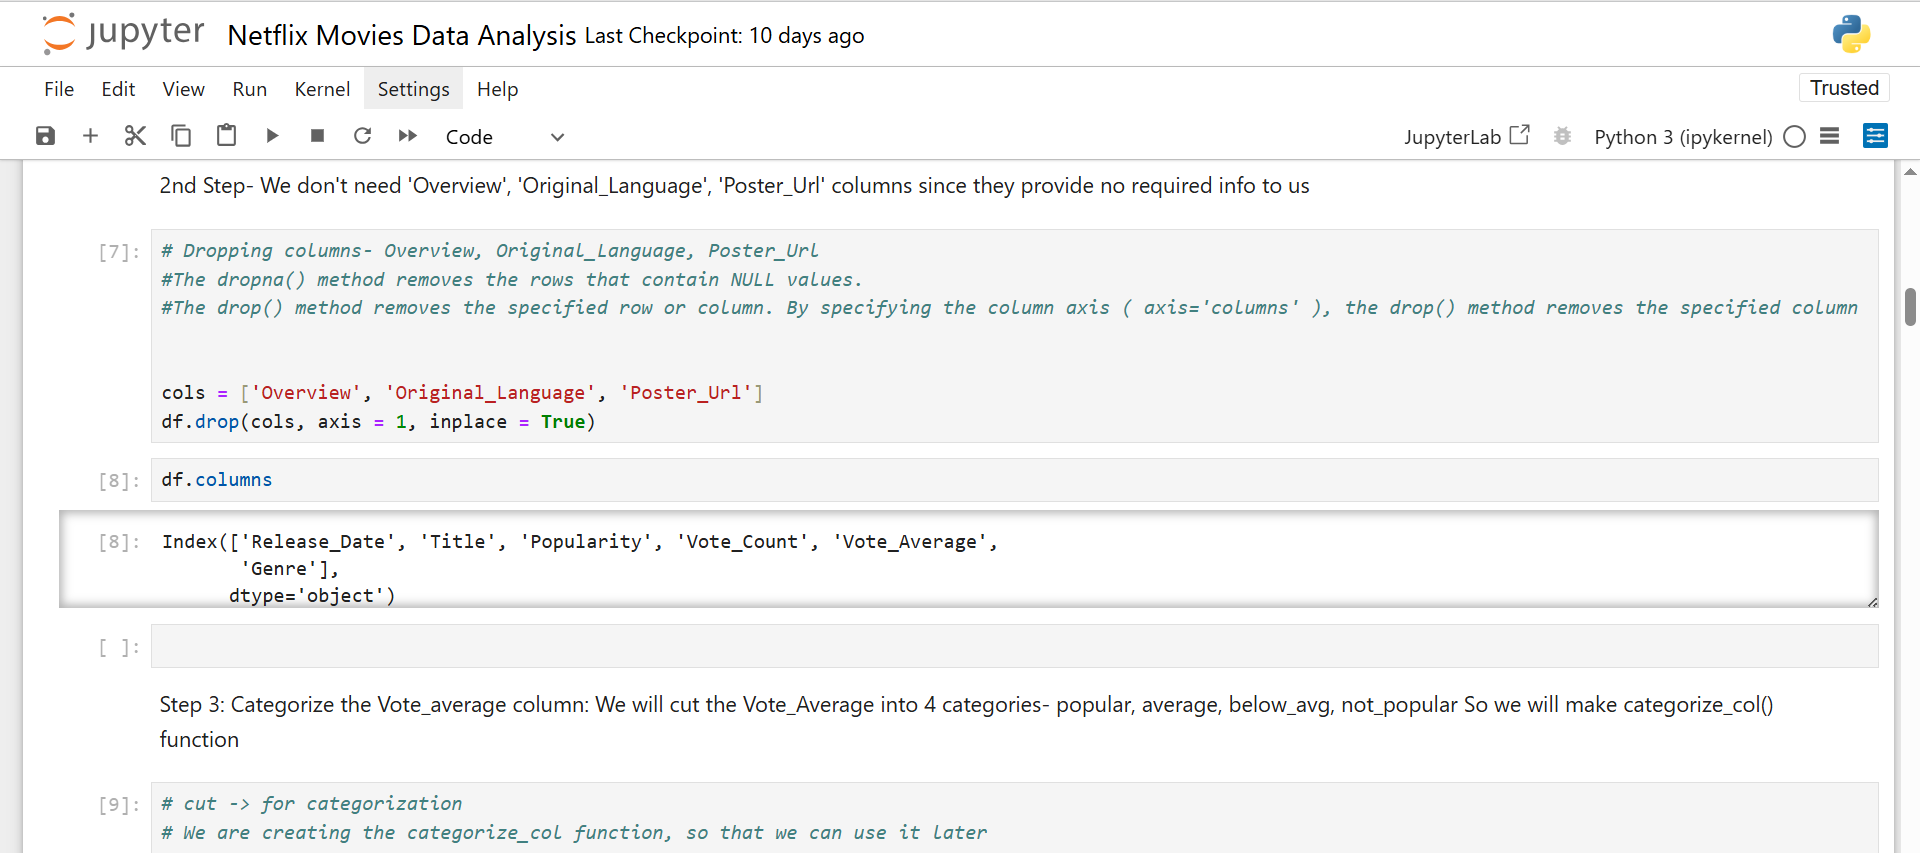 jupyter Netflix Movies Data Analysis Last Checkpoint: 10 days ago
File Edit View Run Kernel Settings Help Trusted
Code JupyterLab Python 3 (ipykernel)
2nd Step- We don't need 'Overview', 'Original_Language', 'Poster_Url' columns since they provide no required info to us
[7]: # Dropping columns- Overview, Original_Language, Poster_Url
#The dropna() method removes the rows that contain NULL values.
#The drop() method removes the specified row or column. By specifying the column axis ( axis='columns' ), the drop() method removes the specified column
cols = ['Overview', 'Original_Language', 'Poster_Url']
df.drop(cols, axis = 1, inplace = True)
[8]: df.columns
[8]: Index(['Release_Date', 'Title', 'Popularity', 'Vote_Count', 'Vote_Average',
'Genre'],
dtype='object')
[ ]:
Step 3: Categorize the Vote_average column: We will cut the Vote_Average into 4 categories- popular, average, below_avg, not_popular So we will make categorize_col()
function
[9]: # cut -> for categorization
# We are creating the categorize_col function, so that we can use it later